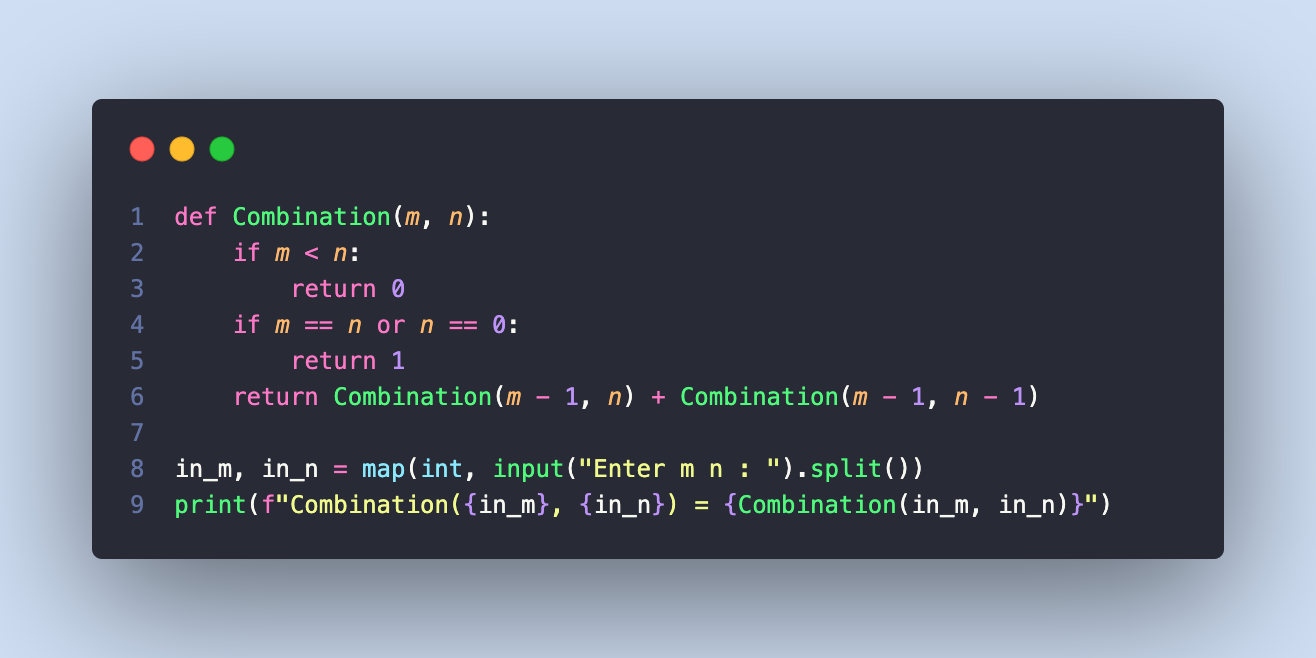 1 def Combination(m, n):
2     if m < n:
3         return 0
4     if m == n or n == 0:
5         return 1
6     return Combination(m - 1, n) + Combination(m - 1, n - 1)
7
8 in_m, in_n = map(int, input("Enter m n : ").split())
9 print(f"Combination({in_m}, {in_n}) = {Combination(in_m, in_n)}")